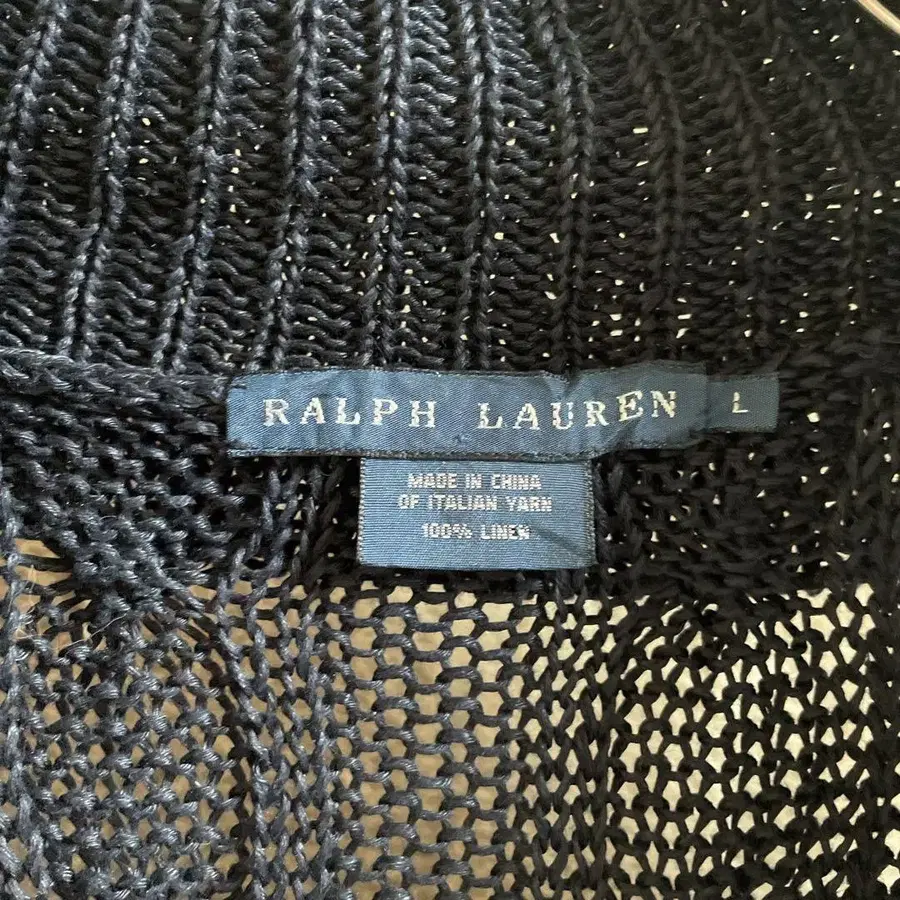 RALPH LAUREN L
MADE IN CHINA
OF ITALIAN YARN
100% LINEN